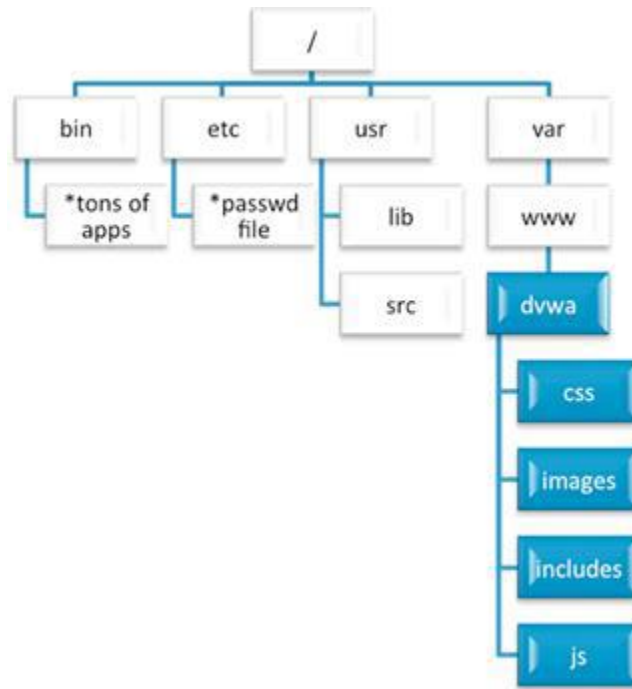 /
bin
etc
usr
var
*tons of
apps
*passwd
file
lib
www
src
dvwa
css
images
includes
js